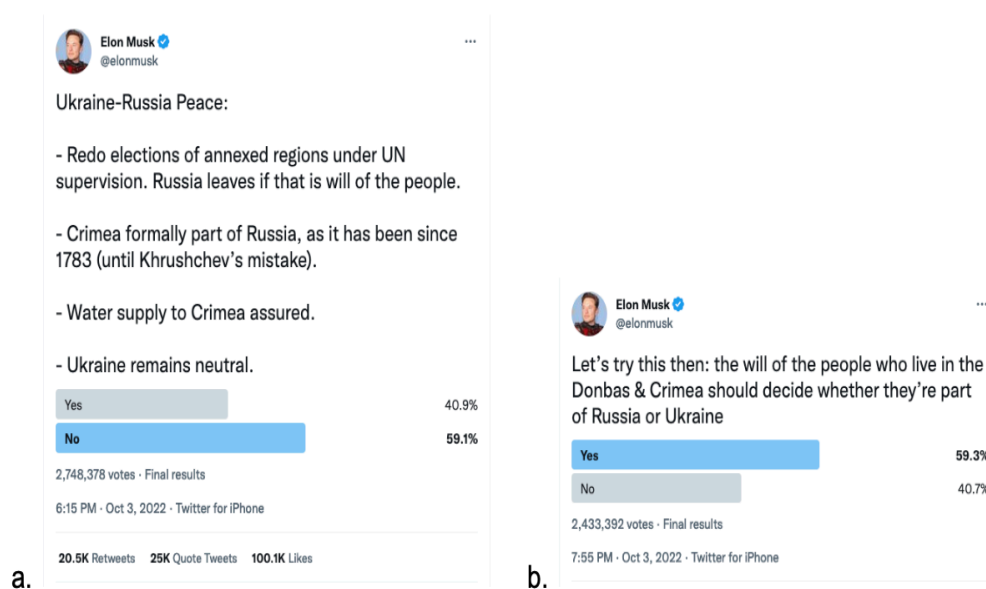 Elon Musk
@elonmusk
...
Ukraine-Russia Peace:
- Redo elections of annexed regions under UN
supervision. Russia leaves if that is will of the people.
- Crimea formally part of Russia, as it has been since
1783 (until Khrushchev’s mistake).
- Water supply to Crimea assured.
- Ukraine remains neutral.
Yes 40.9%
No 59.1%
2,748,378 votes · Final results
6:15 PM · Oct 3, 2022 · Twitter for iPhone
20.5K Retweets 25K Quote Tweets 100.1K Likes
a.
Elon Musk
@elonmusk
...
Let’s try this then: the will of the people who live in the
Donbas & Crimea should decide whether they’re part
of Russia or Ukraine
Yes 59.3%
No 40.7%
2,433,392 votes · Final results
7:55 PM · Oct 3, 2022 · Twitter for iPhone
b.